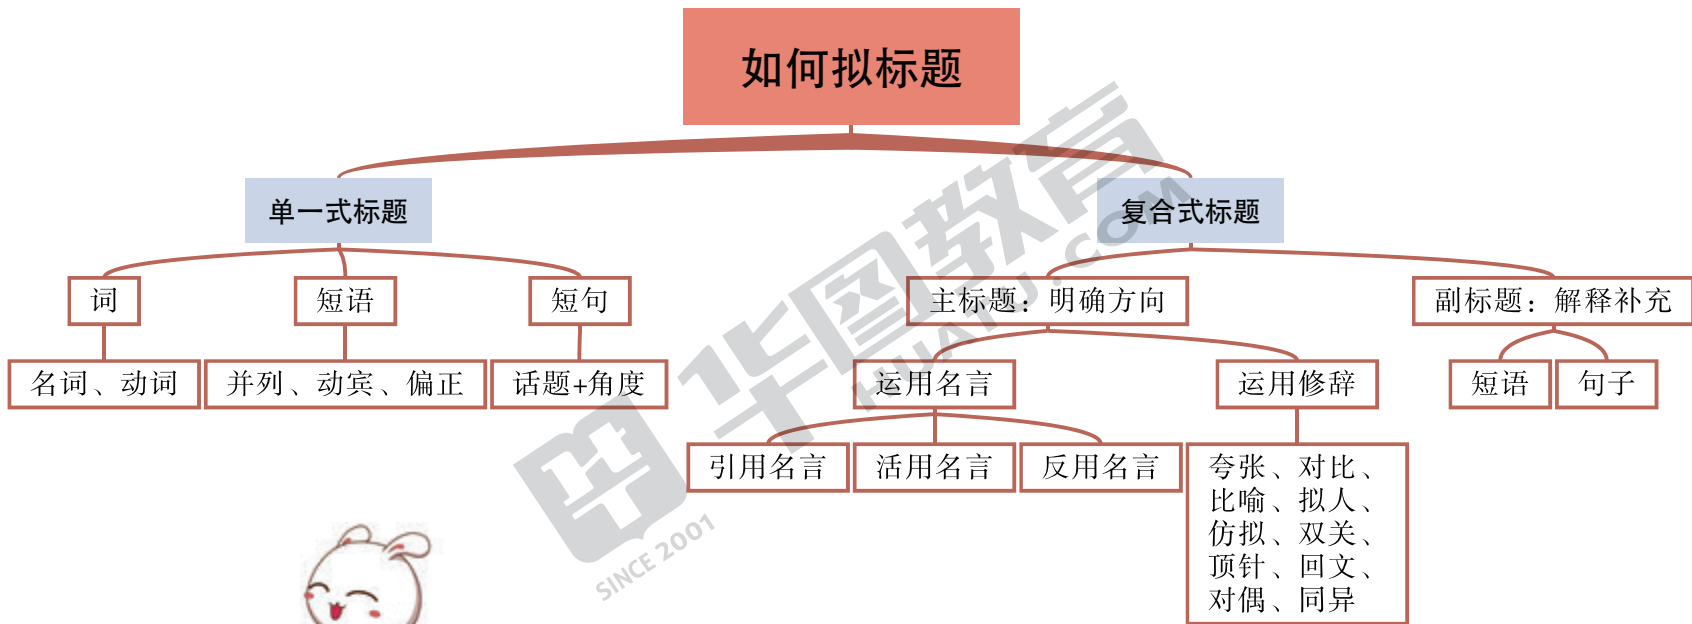 如何拟标题
单一式标题
复合式标题
词
短语
短句
主标题：明确方向
副标题：解释补充
名词、动词
并列、动宾、偏正
话题+角度
运用名言
运用修辞
短语
句子
引用名言
活用名言
反用名言
夸张、对比、
比喻、拟人、
仿拟、双关、
顶针、回文、
对偶、同异
华图教育
HUATU.COM
SINCE 2001